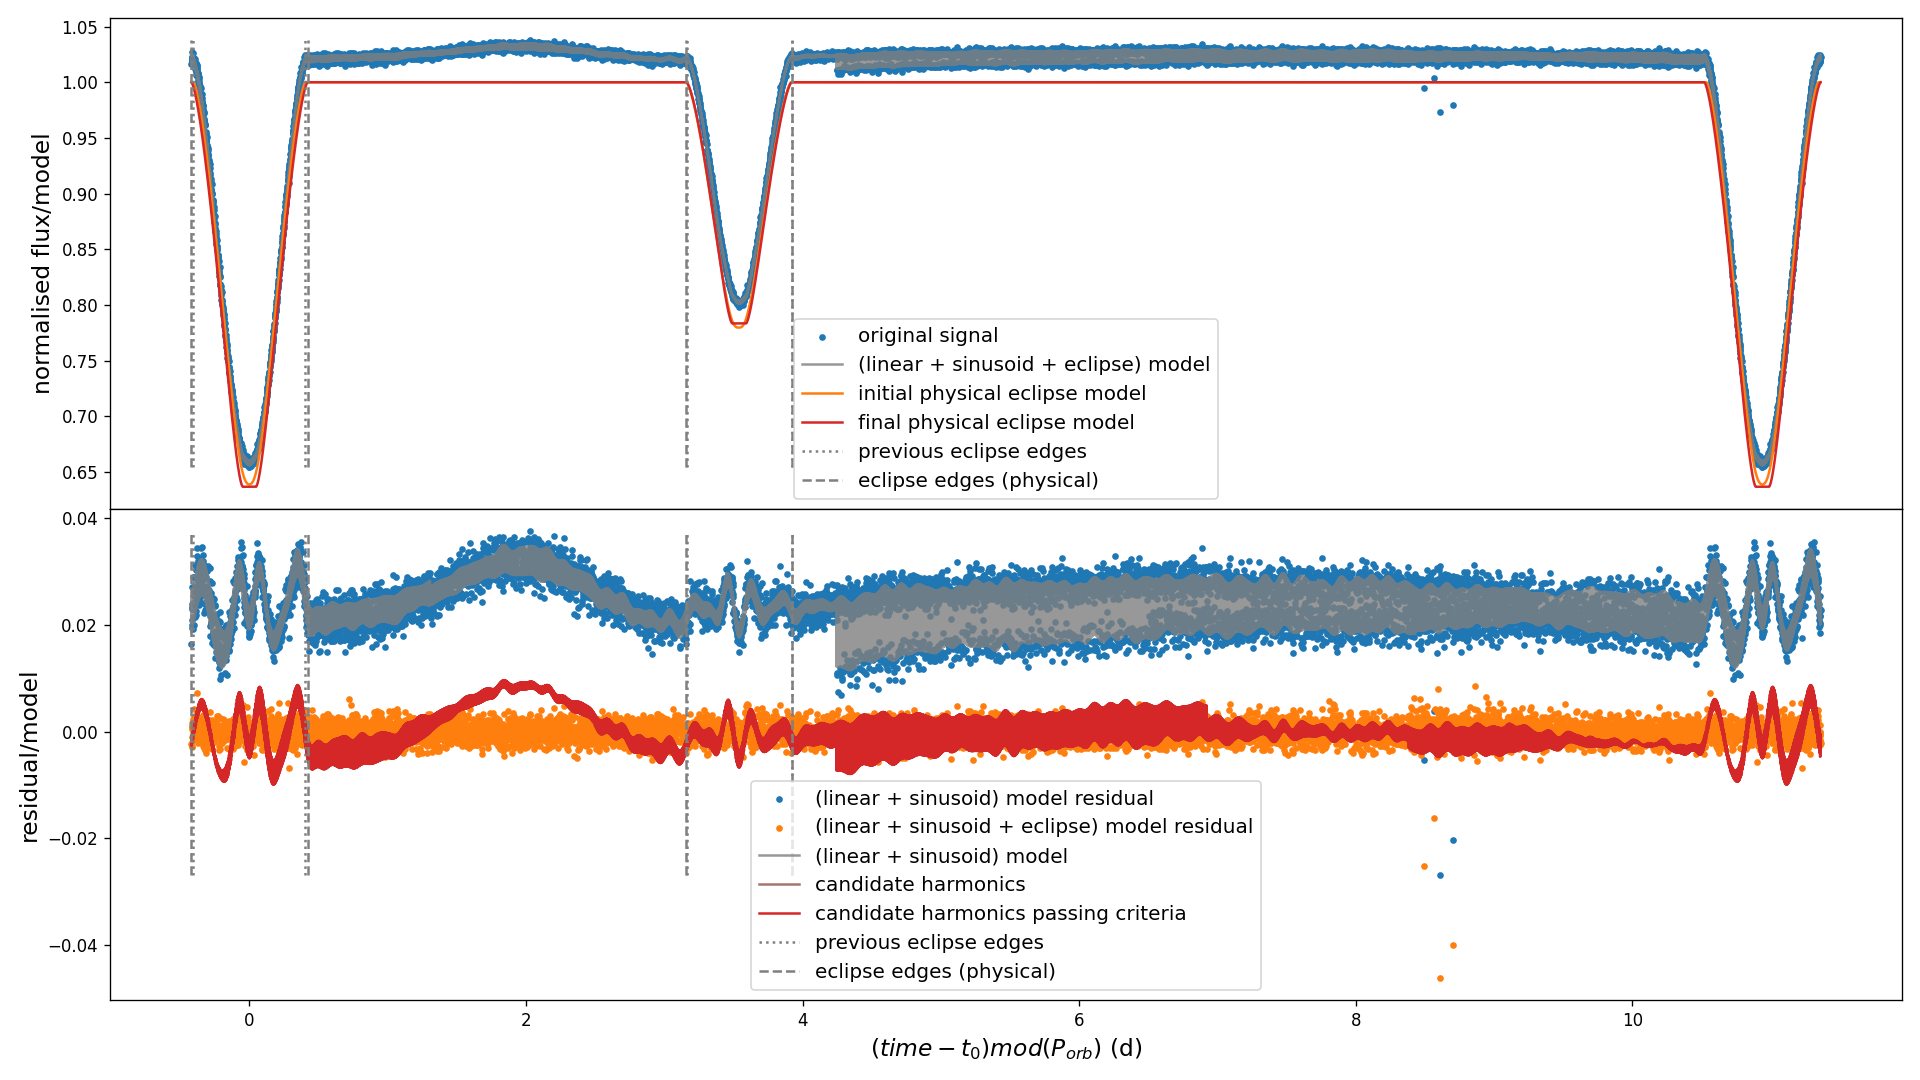 1.05
1.00
0.95
0.90
0.85
0.80
0.75
0.70
0.65
normalised flux/model
original signal
(linear + sinusoid + eclipse) model
initial physical eclipse model
final physical eclipse model
previous eclipse edges
eclipse edges (physical)
0.04
0.02
0.00
−0.02
−0.04
residual/model
(linear + sinusoid) model residual
(linear + sinusoid + eclipse) model residual
(linear + sinusoid) model
candidate harmonics
candidate harmonics passing criteria
previous eclipse edges
eclipse edges (physical)
0 2 4 6 8 10
(time − t₀)mod(P_orb) (d)